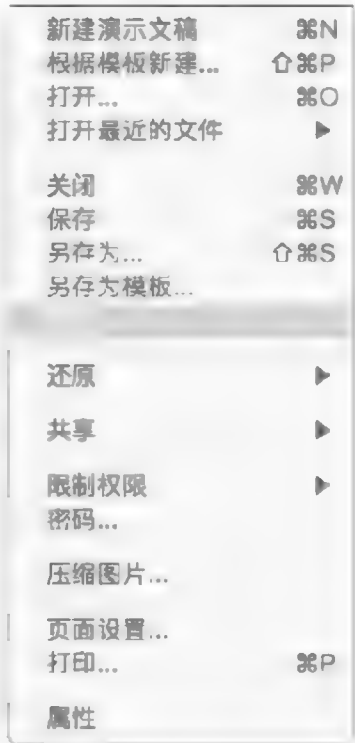 新建演示文稿 ⌘N
根据模板新建... ⇧⌘P
打开... ⌘O
打开最近的文件 ▶
关闭 ⌘W
保存 ⌘S
另存为... ⇧⌘S
另存为模板...
还原 ▶
共享 ▶
限制权限 ▶
密码...
压缩图片...
页面设置...
打印... ⌘P
属性